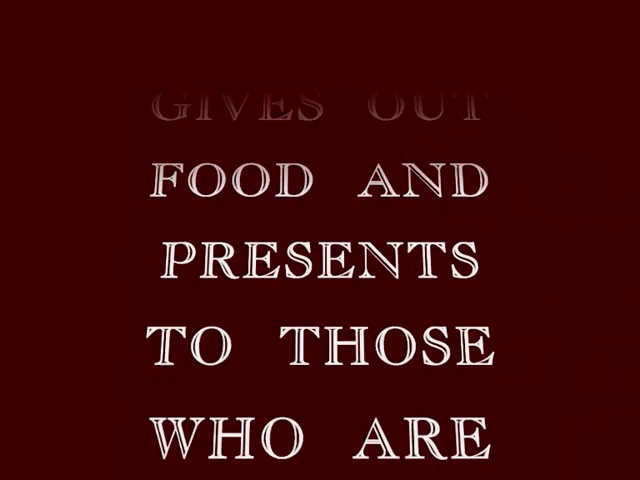 GIVES OUT
FOOD AND
PRESENTS
TO THOSE
WHO ARE